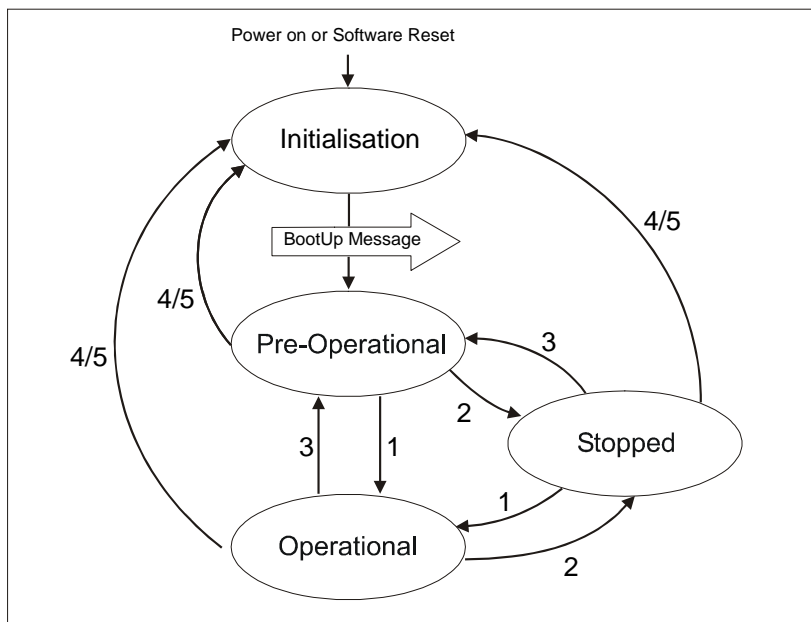 Power on or Software Reset
Initialisation
BootUp Message
4/5
4/5
4/5
Pre-Operational
3
2
Stopped
3
1
1
Operational
2